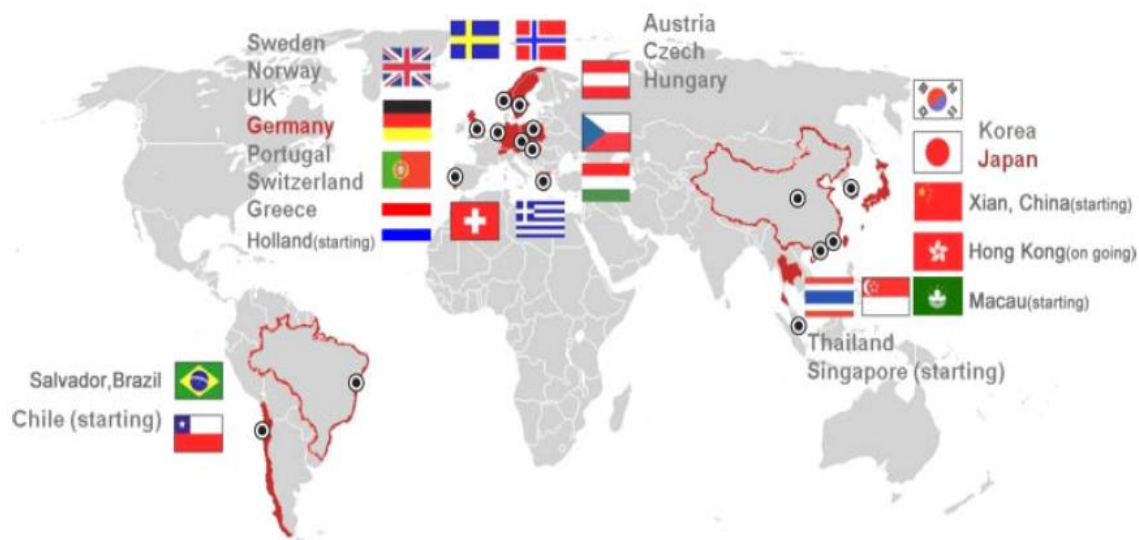 Sweden
Norway
UK
Germany
Portugal
Switzerland
Greece
Holland(starting)
Austria
Czech
Hungary
Korea
Japan
Xian, China(starting)
Hong Kong(on going)
Macau(starting)
Thailand
Singapore (starting)
Salvador,Brazil
Chile (starting)